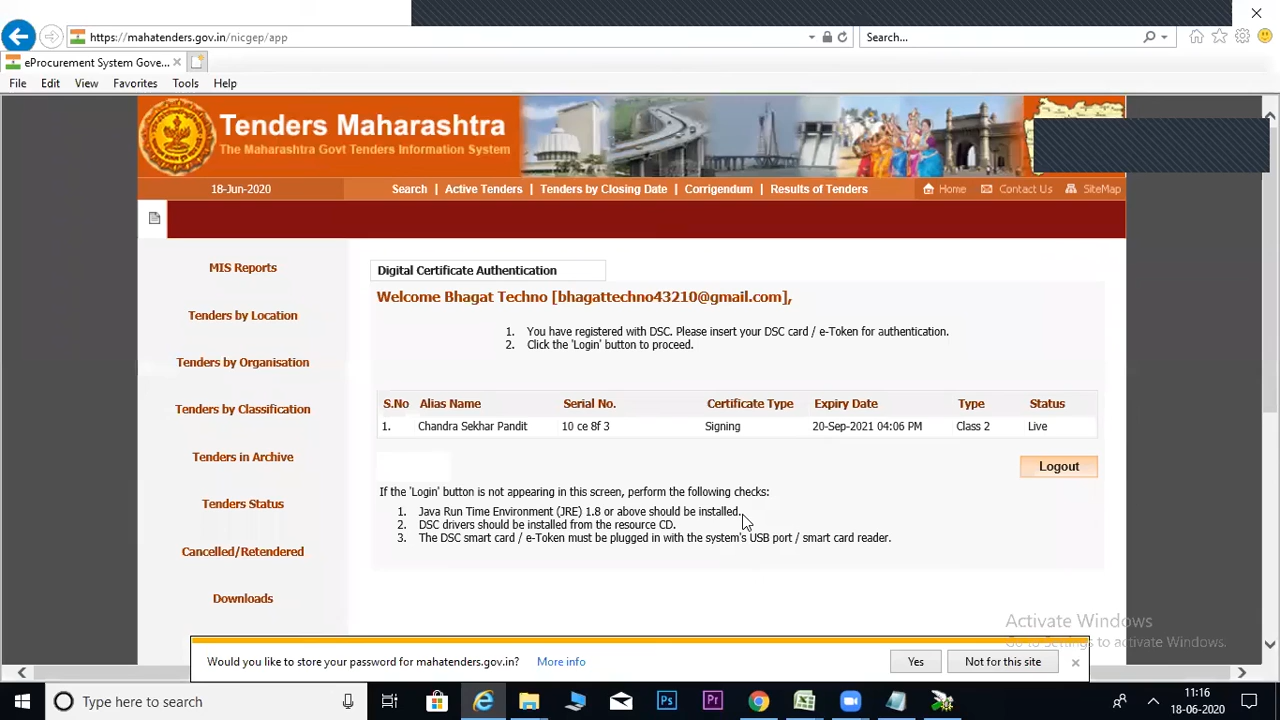 https://mahatenders.gov.in/nicgep/app
Search...
eProcurement System Gove...
File Edit View Favorites Tools Help
Tenders Maharashtra
The Maharashtra Govt Tenders Information System
18-Jun-2020
Search | Active Tenders | Tenders by Closing Date | Corrigendum | Results of Tenders
Home Contact Us SiteMap
MIS Reports
Tenders by Location
Tenders by Organisation
Tenders by Classification
Tenders in Archive
Tenders Status
Cancelled/Retendered
Downloads
Digital Certificate Authentication
Welcome Bhagat Techno [bhagattechno43210@gmail.com],
1. You have registered with DSC. Please insert your DSC card / e-Token for authentication.
2. Click the 'Login' button to proceed.
S.No Alias Name Serial No. Certificate Type Expiry Date Type Status
1. Chandra Sekhar Pandit 10 ce 8f 3 Signing 20-Sep-2021 04:06 PM Class 2 Live
Logout
If the 'Login' button is not appearing in this screen, perform the following checks:
1. Java Run Time Environment (JRE) 1.8 or above should be installed.
2. DSC drivers should be installed from the resource CD.
3. The DSC smart card / e-Token must be plugged in with the system's USB port / smart card reader.
Activate Windows
Go to Settings to activate Windows.
Would you like to store your password for mahatenders.gov.in? More info Yes Not for this site
Type here to search
Ps
Pr
11:16
18-06-2020